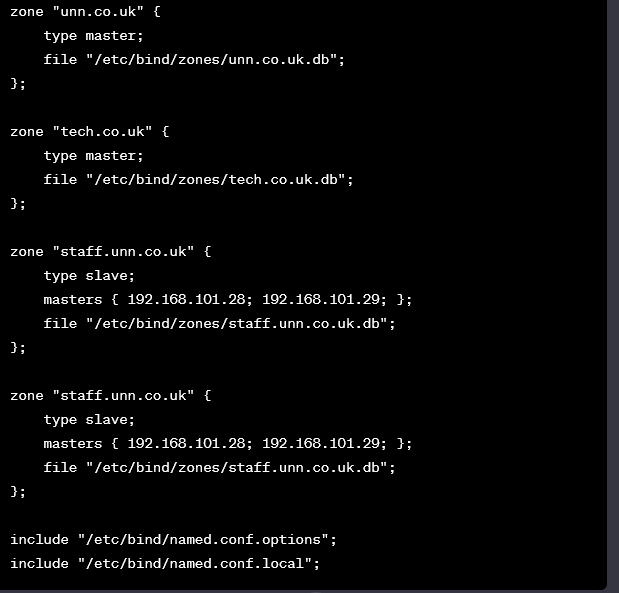 zone "unn.co.uk" {
    type master;
    file "/etc/bind/zones/unn.co.uk.db";
};

zone "tech.co.uk" {
    type master;
    file "/etc/bind/zones/tech.co.uk.db";
};

zone "staff.unn.co.uk" {
    type slave;
    masters { 192.168.101.28; 192.168.101.29; };
    file "/etc/bind/zones/staff.unn.co.uk.db";
};

zone "staff.unn.co.uk" {
    type slave;
    masters { 192.168.101.28; 192.168.101.29; };
    file "/etc/bind/zones/staff.unn.co.uk.db";
};

include "/etc/bind/named.conf.options";
include "/etc/bind/named.conf.local";